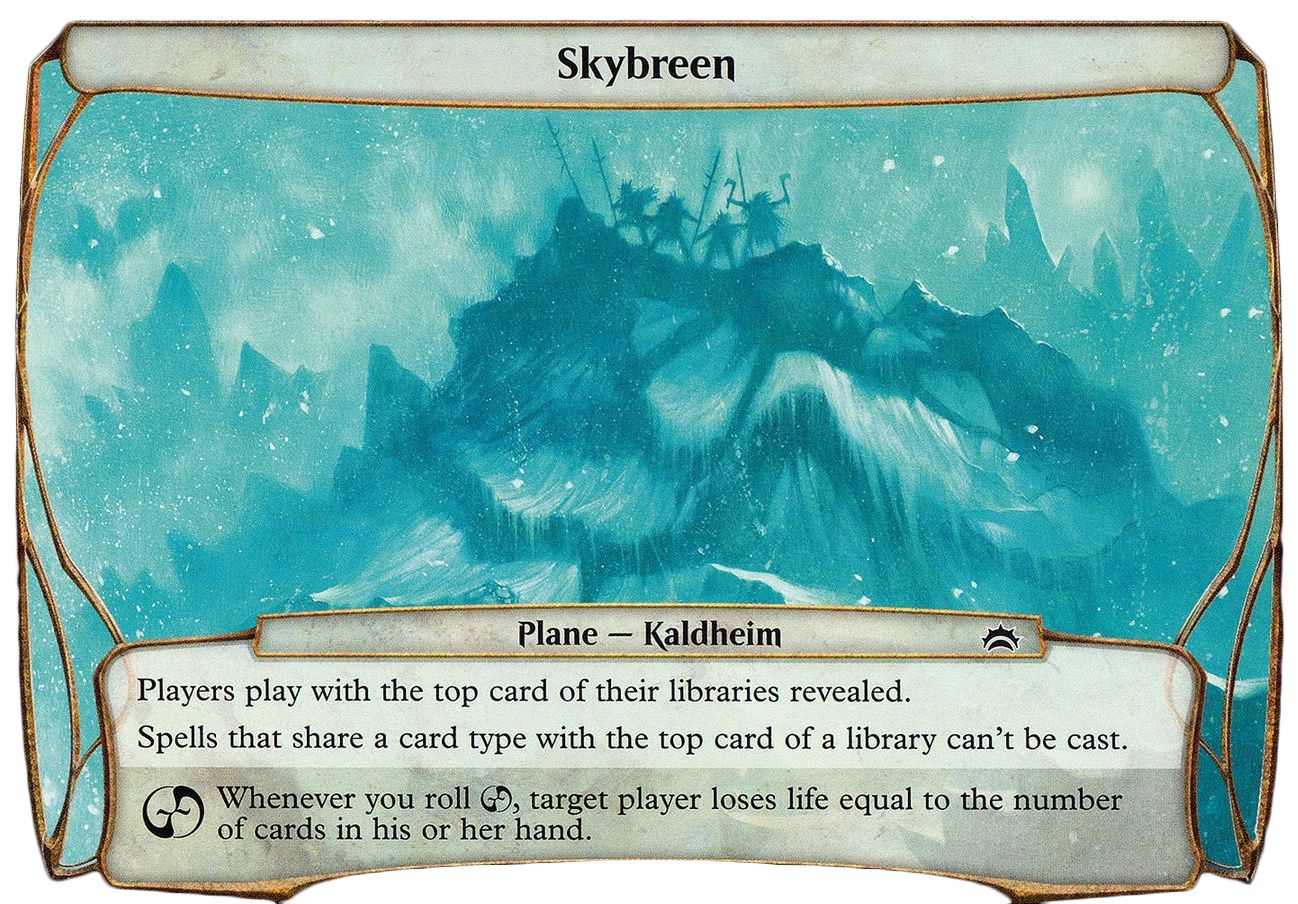 Skybreen
Plane — Kaldheim
Players play with the top card of their libraries revealed.
Spells that share a card type with the top card of a library can't be cast.
Whenever you roll , target player loses life equal to the number
of cards in his or her hand.